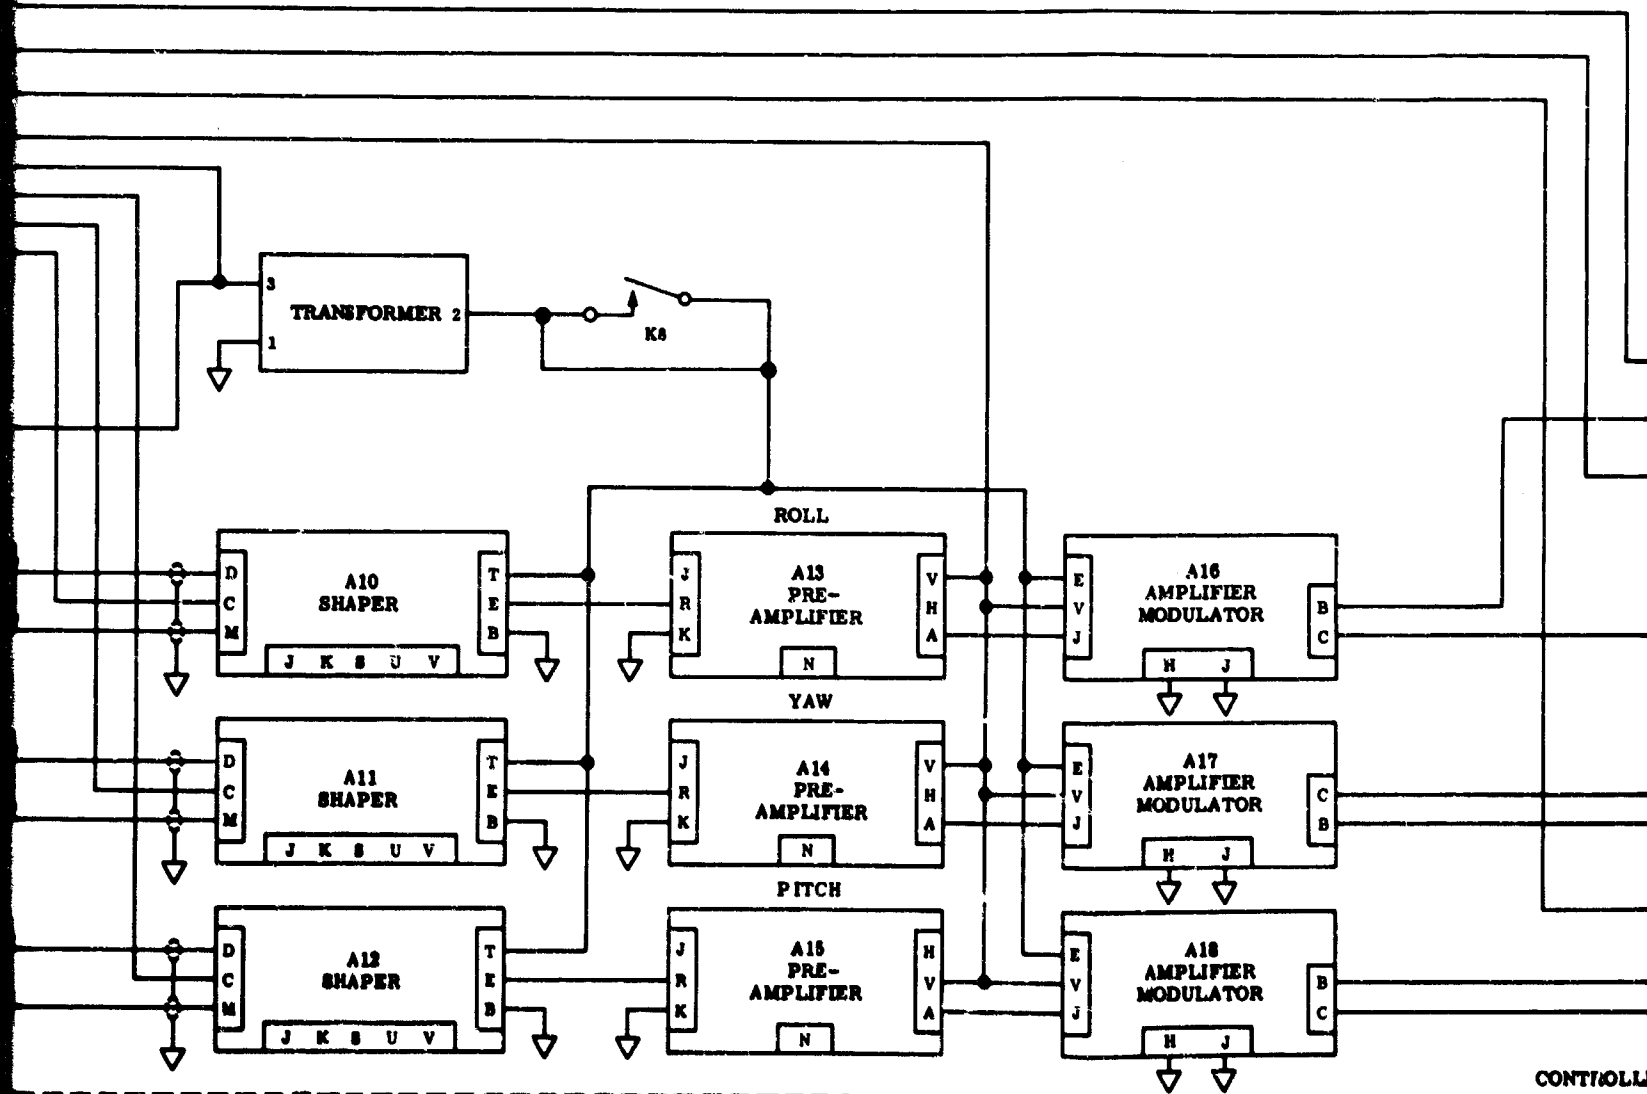 3
TRANSFORMER 2
1
K8
ROLL
D
C
M
A10
SHAPER
J K S U V
T
E
B
J
R
K
A13
PRE-
AMPLIFIER
N
V
H
A
E
V
J
A16
AMPLIFIER
MODULATOR
H J
B
C
YAW
D
C
M
A11
SHAPER
J K S U V
T
E
B
J
R
K
A14
PRE-
AMPLIFIER
N
V
H
A
E
V
J
A17
AMPLIFIER
MODULATOR
H J
C
B
PITCH
D
C
M
A12
SHAPER
J K S U V
T
E
B
J
R
K
A15
PRE-
AMPLIFIER
N
H
V
A
E
V
J
A18
AMPLIFIER
MODULATOR
H J
B
C
CONTROLL